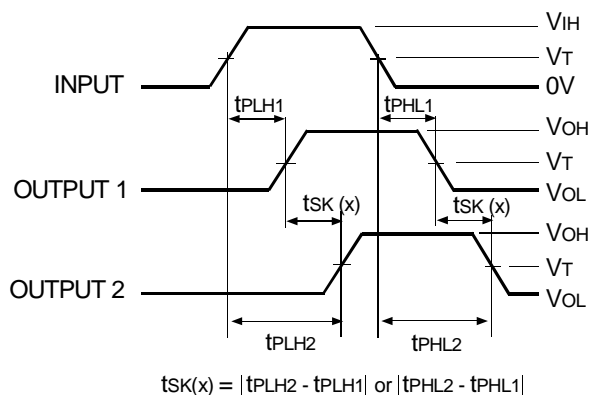 VIH
VT
INPUT
0V
tPLH1
tPHL1
VOH
VT
OUTPUT 1
VOL
tSK (x)
tSK (x)
VOH
VT
OUTPUT 2
VOL
tPLH2
tPHL2
tSK(x) = |tPLH2 - tPLH1| or |tPHL2 - tPHL1|